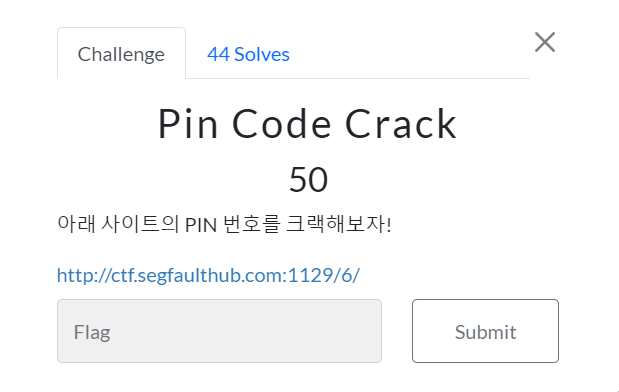 Challenge
44 Solves
Pin Code Crack
50
아래 사이트의 PIN 번호를 크랙해보자!
http://ctf.segfaulthub.com:1129/6/
Flag
Submit